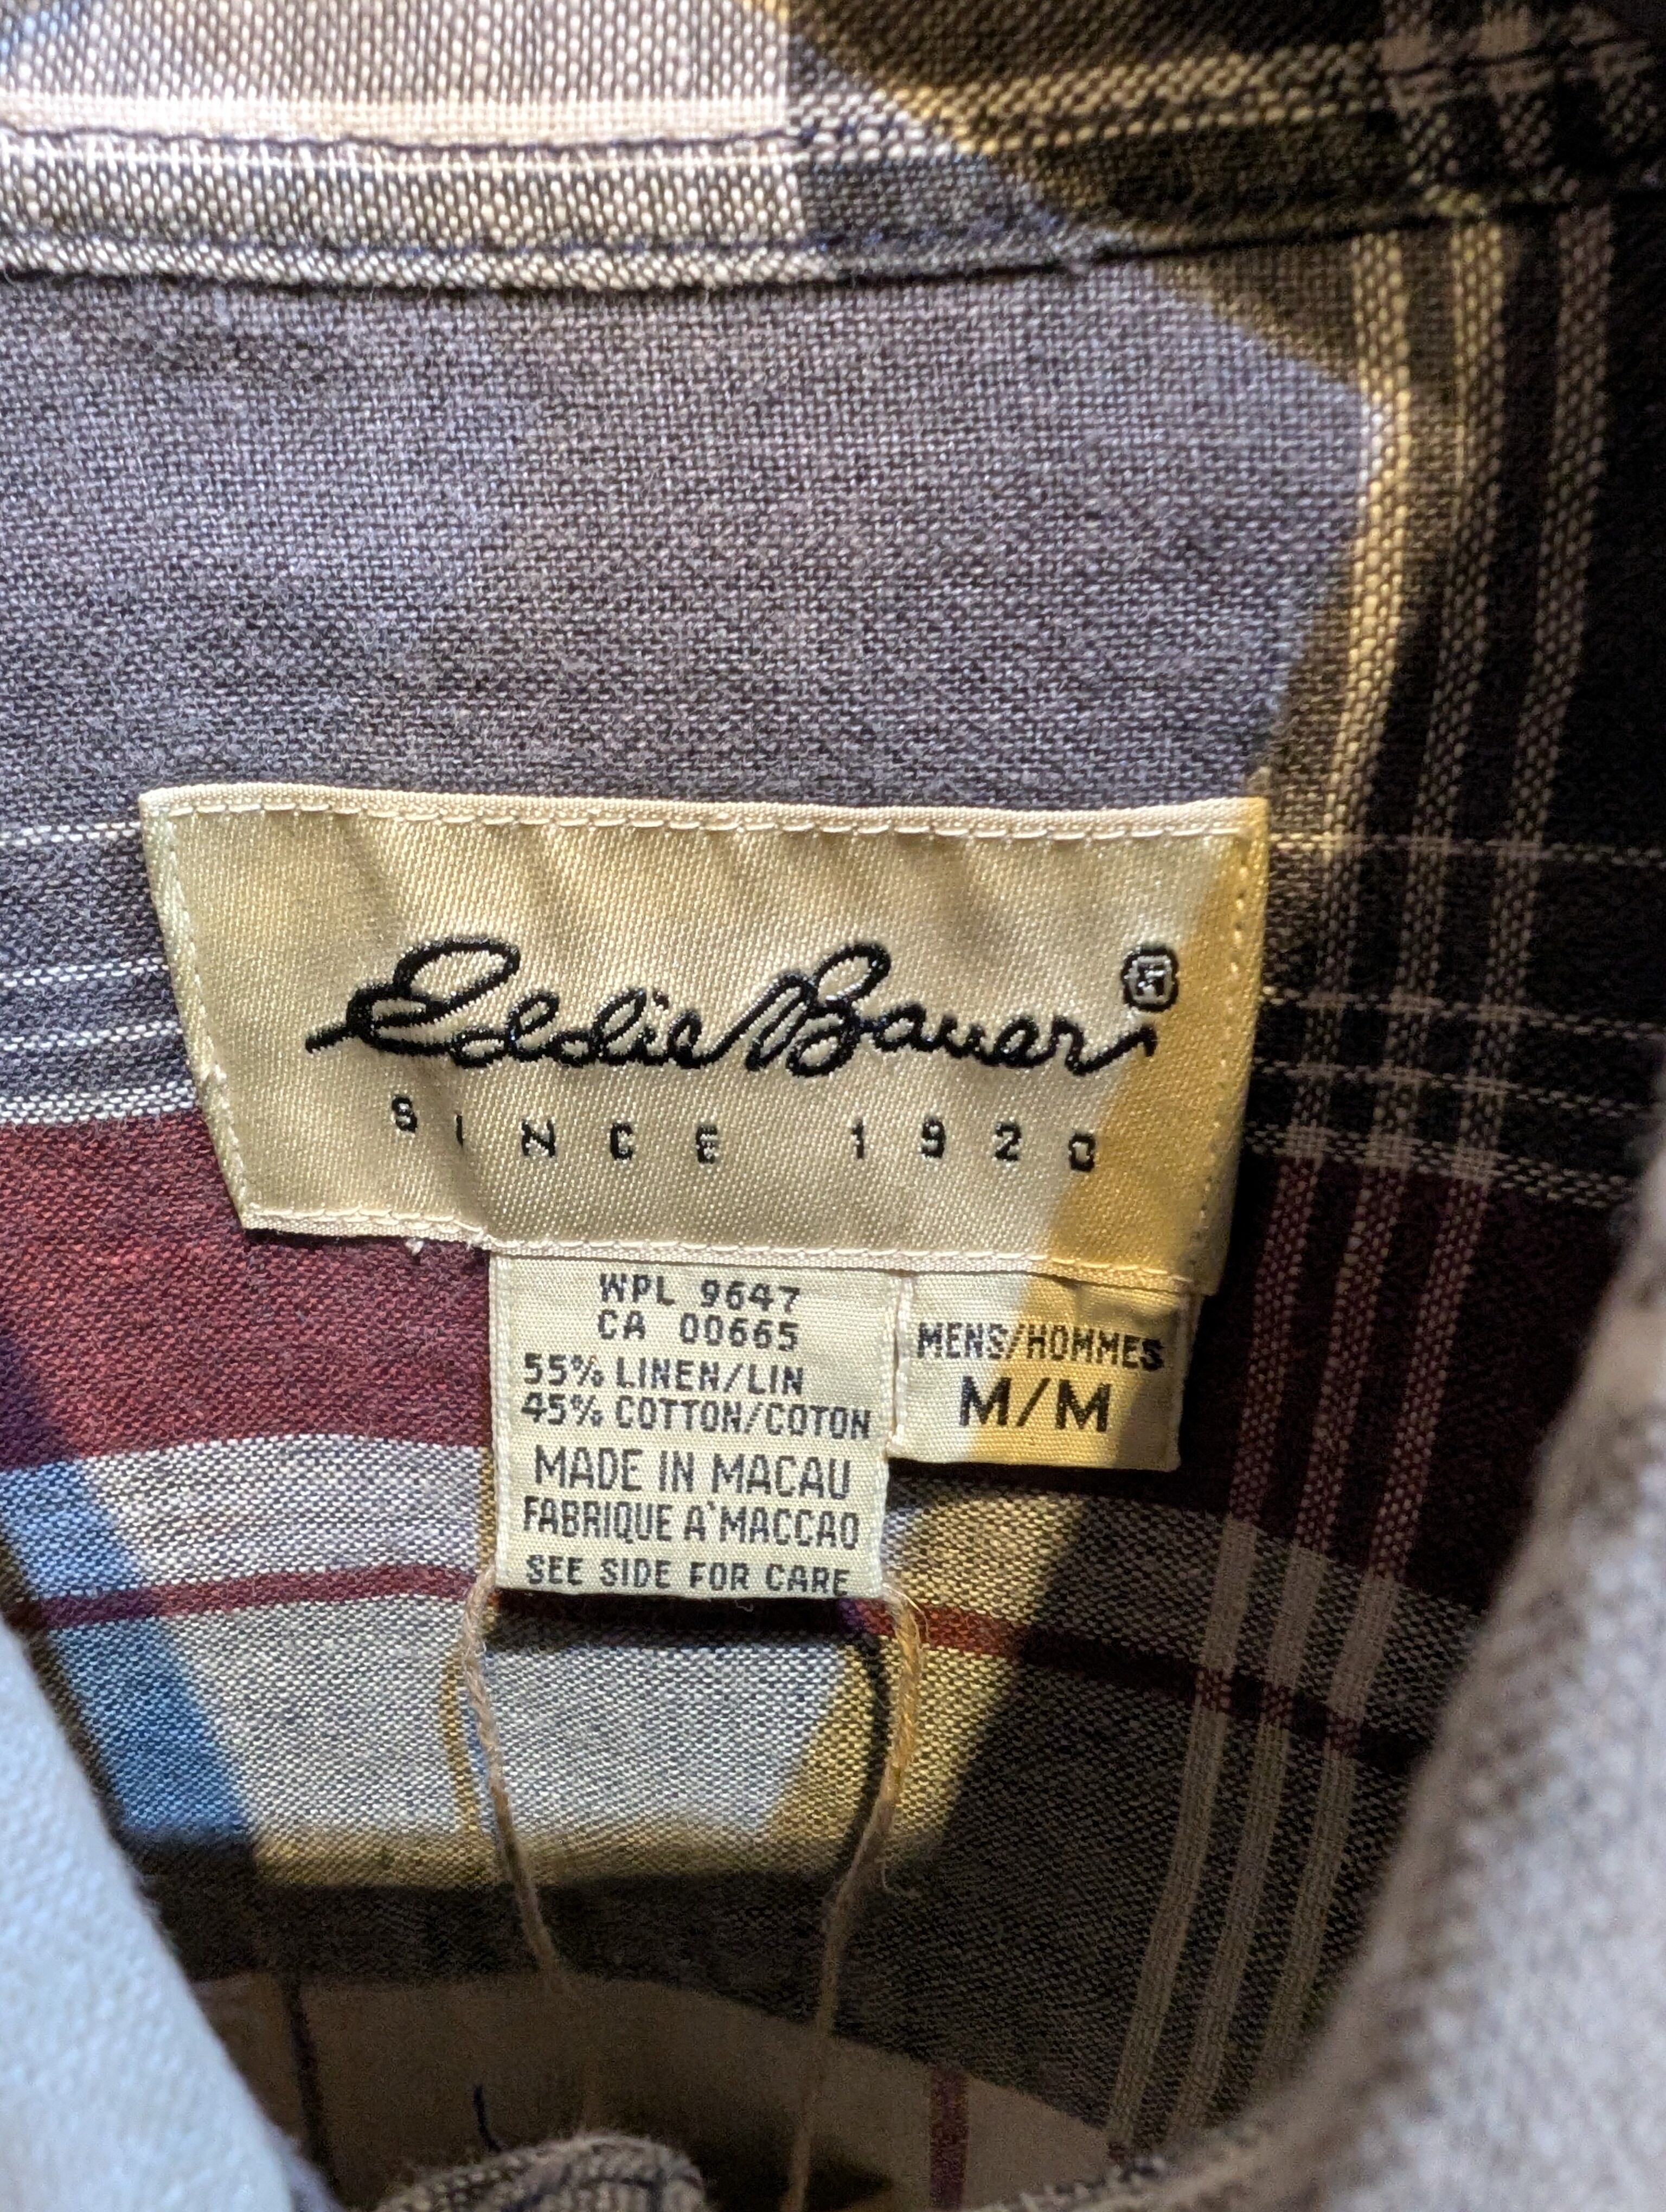 Eddie Bauer®
SINCE 1920
WPL 9647
CA 00665
55% LINEN/LIN
45% COTTON/COTON
MADE IN MACAU
FABRIQUE A'MACCAO
SEE SIDE FOR CARE
MENS/HOMMES
M/M